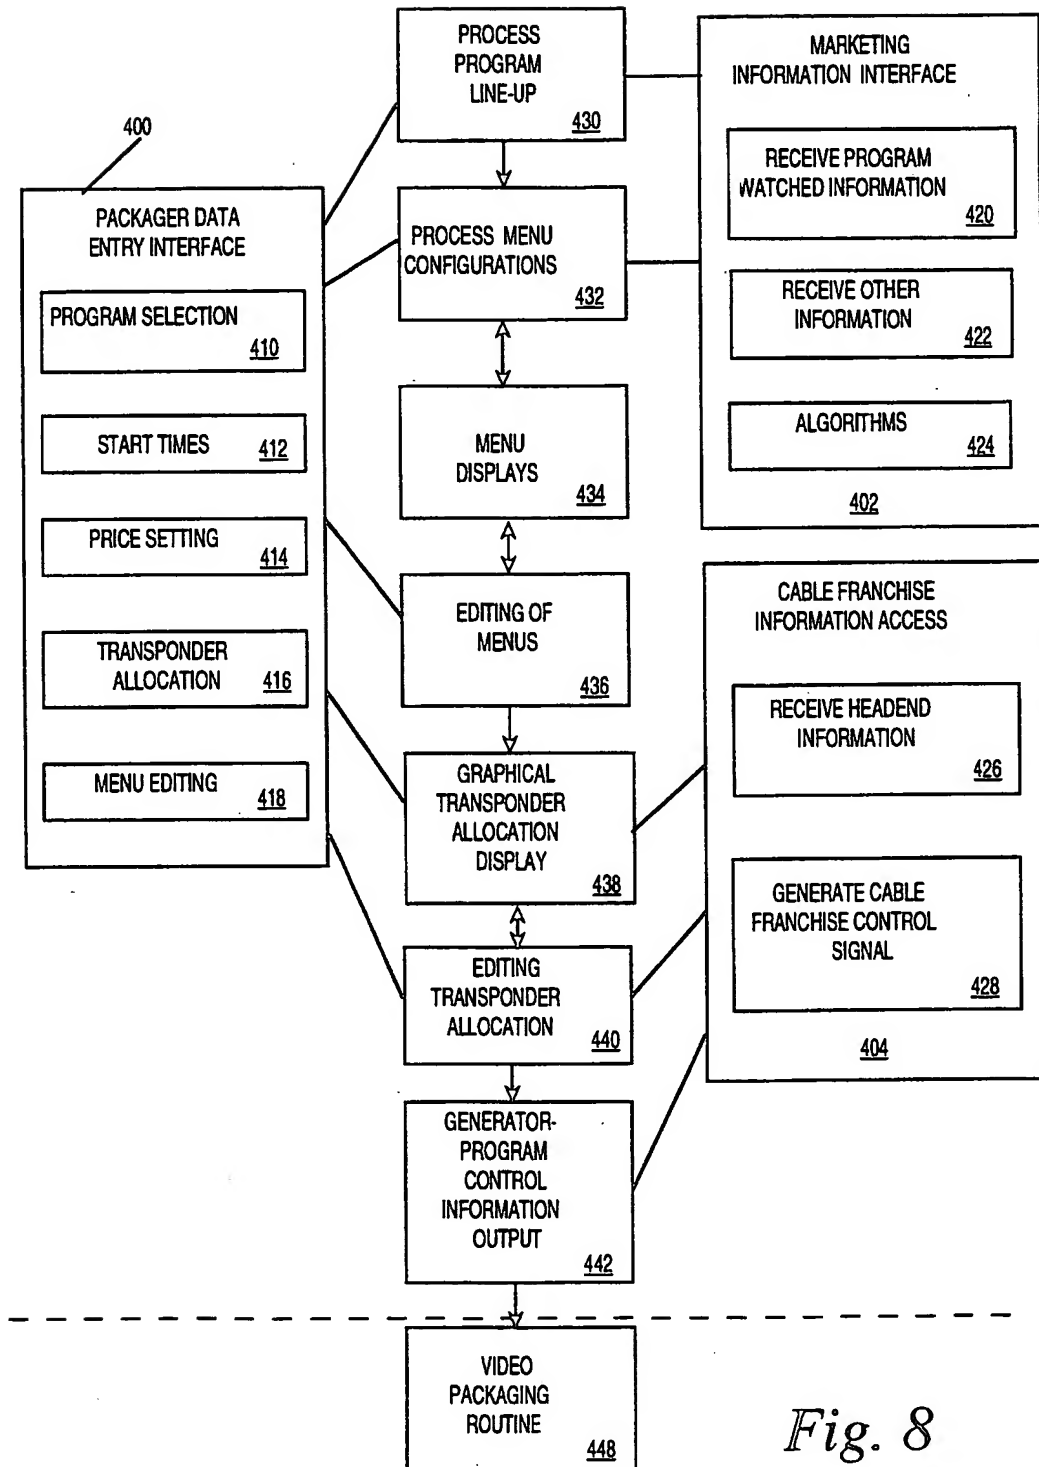 400
PACKAGER DATA
ENTRY INTERFACE
PROGRAM SELECTION
410
START TIMES
412
PRICE SETTING
414
TRANSPONDER
ALLOCATION
416
MENU EDITING
418
PROCESS
PROGRAM
LINE-UP
430
PROCESS MENU
CONFIGURATIONS
432
MENU
DISPLAYS
434
EDITING OF
MENUS
436
GRAPHICAL
TRANSPONDER
ALLOCATION
DISPLAY
438
EDITING
TRANSPONDER
ALLOCATION
440
GENERATOR-
PROGRAM
CONTROL
INFORMATION
OUTPUT
442
VIDEO
PACKAGING
ROUTINE
448
MARKETING
INFORMATION INTERFACE
RECEIVE PROGRAM
WATCHED INFORMATION
420
RECEIVE OTHER
INFORMATION
422
ALGORITHMS
424
402
CABLE FRANCHISE
INFORMATION ACCESS
RECEIVE HEADEND
INFORMATION
426
GENERATE CABLE
FRANCHISE CONTROL
SIGNAL
428
404
Fig. 8